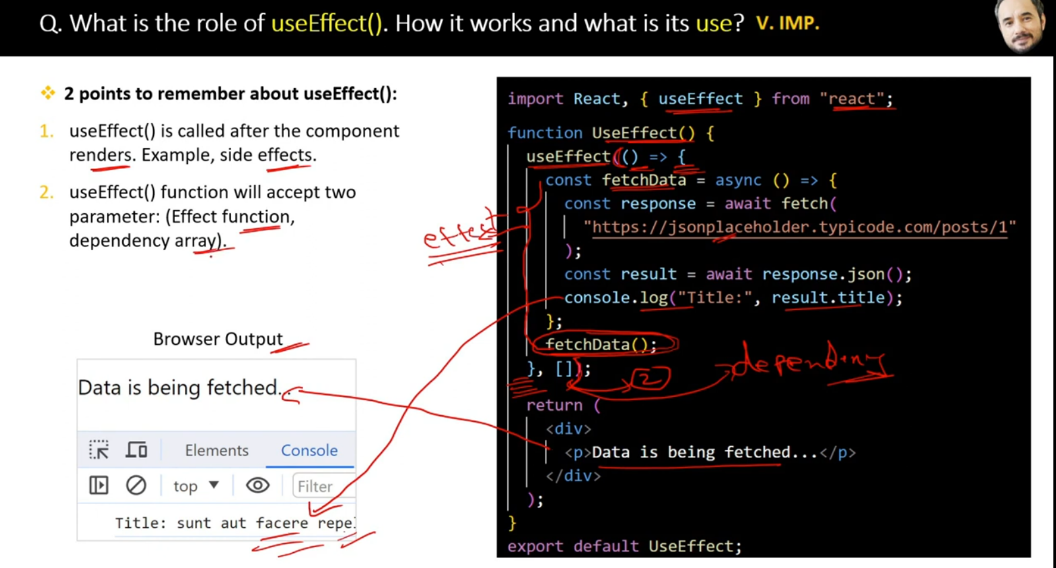 Q. What is the role of useEffect(). How it works and what is its use? V. IMP.
❖ 2 points to remember about useEffect():
1. useEffect() is called after the component
renders. Example, side effects.
2. useEffect() function will accept two
parameter: (Effect function,
dependency array).
effect
Browser Output
Data is being fetched...
Elements Console
top ▼ Filter
Title: sunt aut facere repe
import React, { useEffect } from "react";
function UseEffect() {
useEffect(() => {
const fetchData = async () => {
const response = await fetch(
"https://jsonplaceholder.typicode.com/posts/1"
);
const result = await response.json();
console.log("Title:", result.title);
};
fetchData();
}, []);
2
dependency
return (
<div>
<p>Data is being fetched...</p>
</div>
);
}
export default UseEffect;